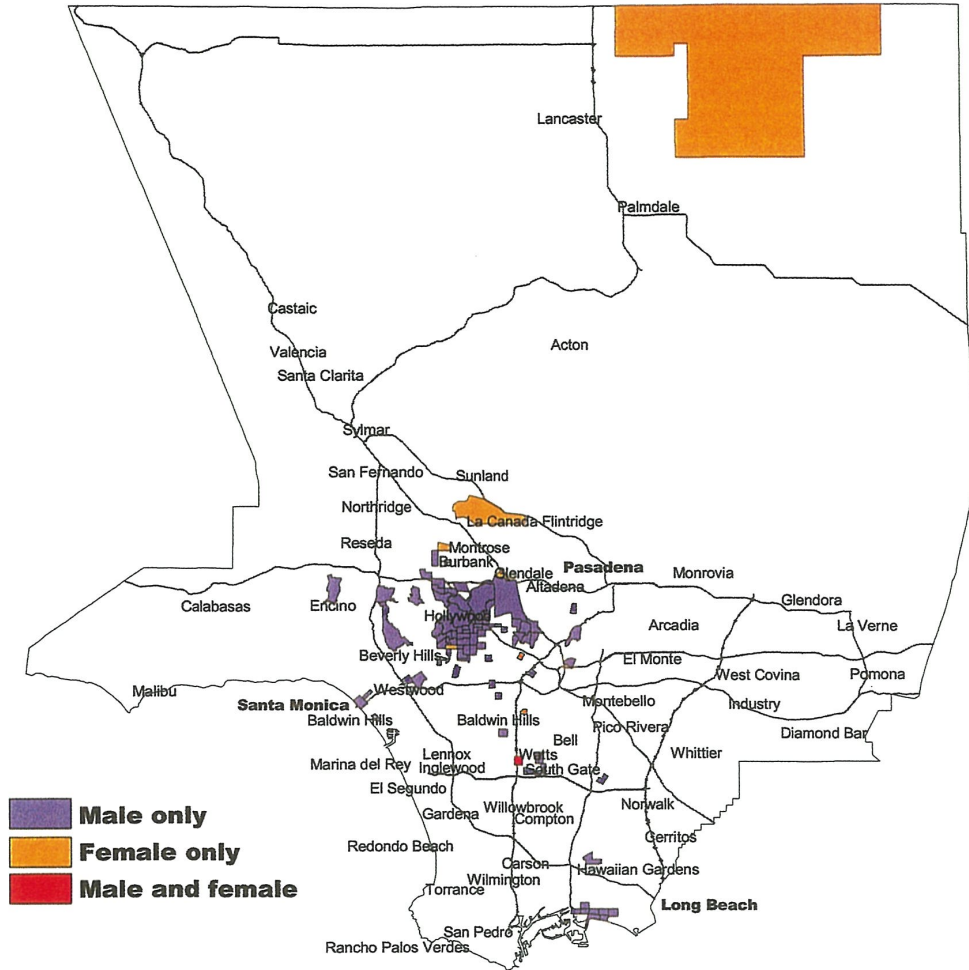 Lancaster
Palmdale
Castaic
Acton
Valencia
Santa Clarita
Sylmar
San Fernando
Sunland
Northridge
La Canada Flintridge
Reseda
Montrose
Burbank
Pasadena
Glendale
Monrovia
Altadena
Calabasas
Encino
Glendora
Hollywood
Arcadia
La Verne
Beverly Hills
El Monte
West Covina
Pomona
Malibu
Westwood
Santa Monica
Montebello
Industry
Baldwin Hills
Baldwin Hills
Pico Rivera
Diamond Bar
Bell
Whittier
Lennox
Watts
Marina del Rey
Inglewood
South Gate
El Segundo
Male only
Gardena
Willowbrook
Compton
Norwalk
Female only
Redondo Beach
Cerritos
Carson
Hawaiian Gardens
Wilmington
Male and female
Torrance
Long Beach
San Pedro
Rancho Palos Verdes